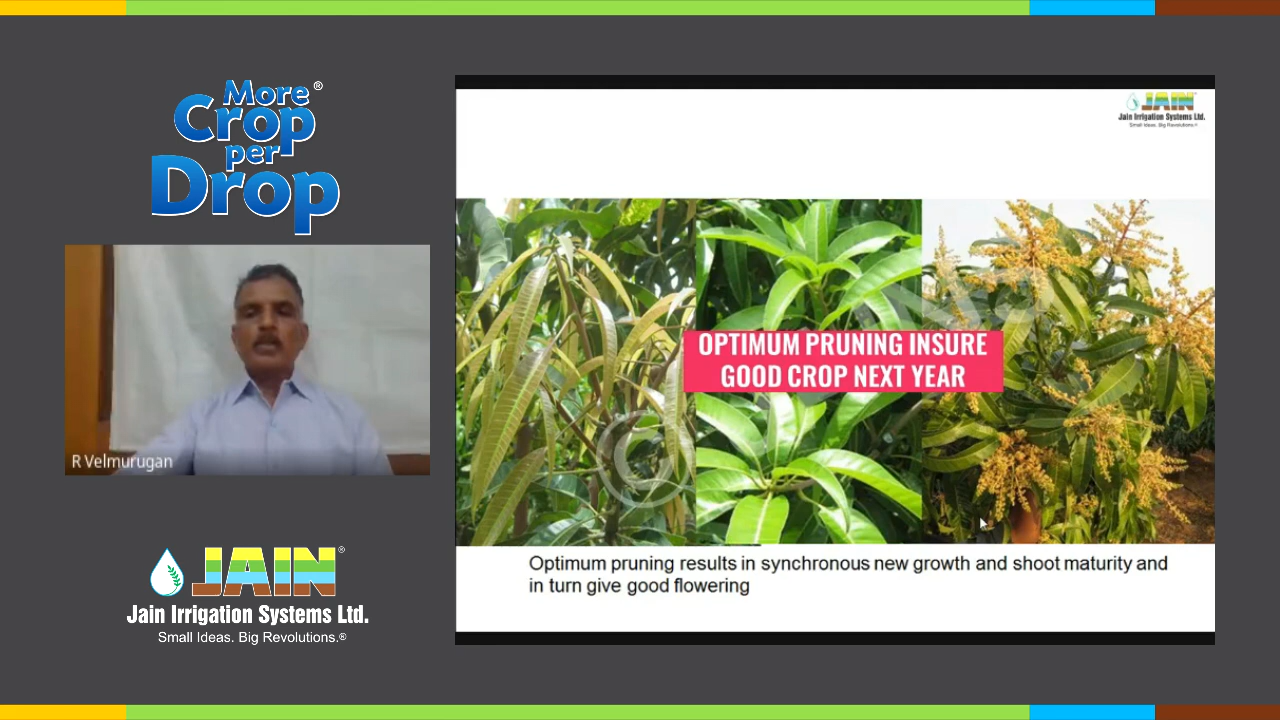 More®
Crop
per
Drop
R Velmurugan
JAIN®
Jain Irrigation Systems Ltd.
Small Ideas. Big Revolutions.®
JAIN
Jain Irrigation Systems Ltd.
Small Ideas. Big Revolutions.®
©
OPTIMUM PRUNING INSURE
GOOD CROP NEXT YEAR
Optimum pruning results in synchronous new growth and shoot maturity and
in turn give good flowering